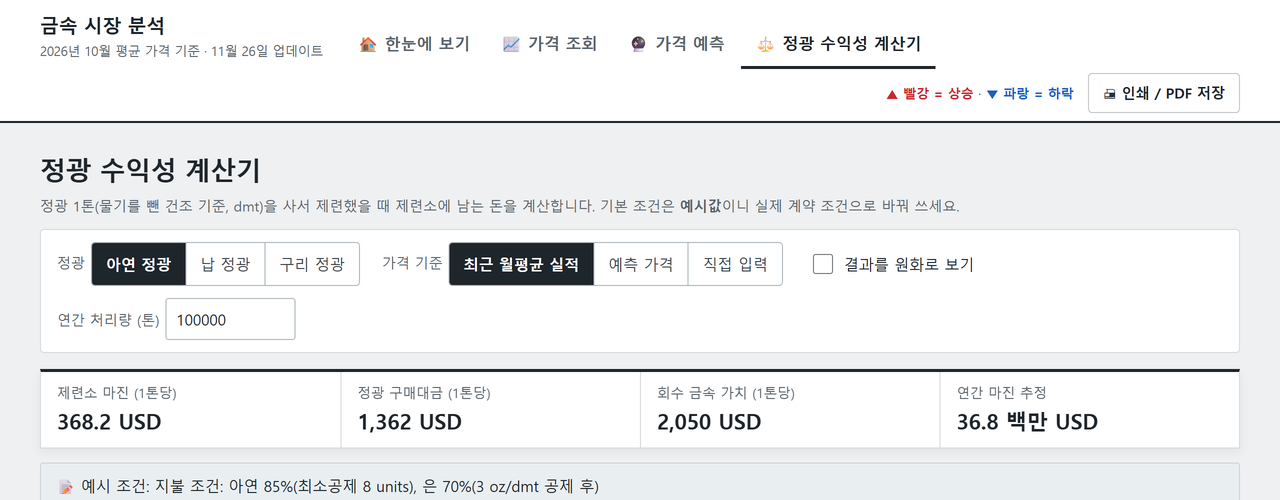 금속 시장 분석
2026년 10월 평균 가격 기준 · 11월 26일 업데이트
한눈에 보기
가격 조회
가격 예측
정광 수익성 계산기
▲ 빨강 = 상승 · ▼ 파랑 = 하락
인쇄 / PDF 저장
정광 수익성 계산기
정광 1톤(물기를 뺀 건조 기준, dmt)을 사서 제련했을 때 제련소에 남는 돈을 계산합니다. 기본 조건은 예시값이니 실제 계약 조건으로 바꿔 쓰세요.
정광 아연 정광 납 정광 구리 정광 가격 기준 최근 월평균 실적 예측 가격 직접 입력 결과를 원화로 보기
연간 처리량 (톤) 100000
제련소 마진 (1톤당)
368.2 USD
정광 구매대금 (1톤당)
1,362 USD
회수 금속 가치 (1톤당)
2,050 USD
연간 마진 추정
36.8 백만 USD
예시 조건: 지불 조건: 아연 85%(최소공제 8 units), 은 70%(3 oz/dmt 공제 후)